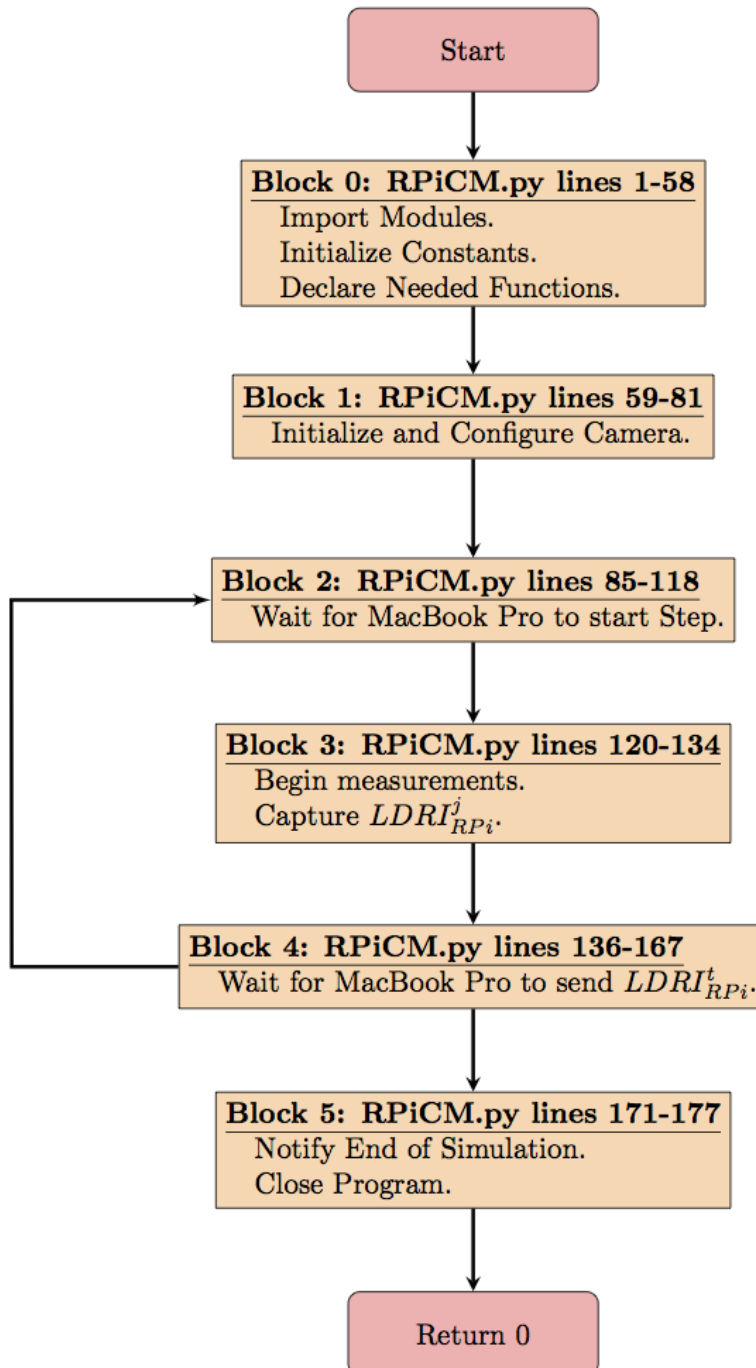 Start
Block 0: RPiCM.py lines 1-58
Import Modules.
Initialize Constants.
Declare Needed Functions.
Block 1: RPiCM.py lines 59-81
Initialize and Configure Camera.
Block 2: RPiCM.py lines 85-118
Wait for MacBook Pro to start Step.
Block 3: RPiCM.py lines 120-134
Begin measurements.
Capture $LDRI_{RPi}^{j}$.
Block 4: RPiCM.py lines 136-167
Wait for MacBook Pro to send $LDRI_{RPi}^{t}$.
Block 5: RPiCM.py lines 171-177
Notify End of Simulation.
Close Program.
Return 0